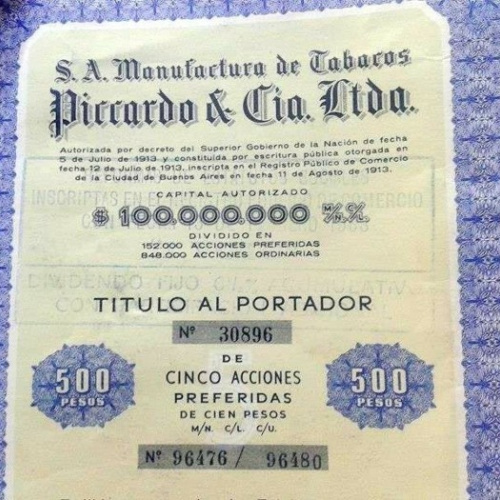 S. A. Manufactura de Tabacos
Piccardo & Cia. Ltda.
Autorizada por decreto del Superior Gobierno de la Nación de fecha
5 de Julio de 1913 y constituída por escritura pública otorgada en
fecha 12 de Julio de 1913, inscripta en el Registro Público de Comercio
de la Ciudad de Buenos Aires en fecha 11 de Agosto de 1913.
CAPITAL AUTORIZADO
$ 100.000.000 M/N. C/L.
DIVIDIDO EN
152.000 ACCIONES PREFERIDAS
848.000 ACCIONES ORDINARIAS
DIVIDENDO FIJO
TITULO AL PORTADOR
Nº 30896
DE
CINCO ACCIONES
PREFERIDAS
DE CIEN PESOS
M/N. C/L. C/U.
500
PESOS
500
PESOS
Nº 96476 / 96480